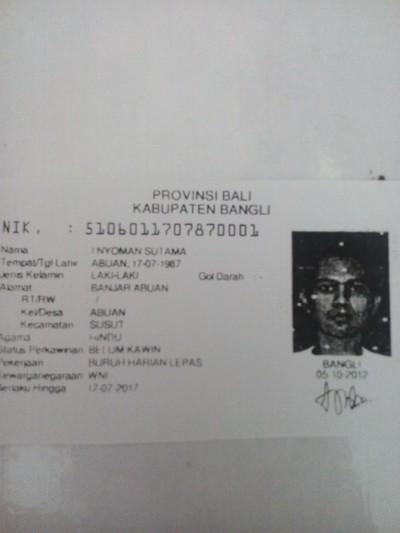 PROVINSI BALI
KABUPATEN BANGLI
NIK. : 5106011707870001
Nama I NYOMAN SUTAMA
Tempat/Tgl Lahir ABUAN, 17-07-1987
Jenis Kelamin LAKI-LAKI Gol Darah : -
Alamat BANJAR ABUAN
RT/RW /
Kel/Desa ABUAN
Kecamatan SUSUT
Agama HINDU
Status Perkawinan BELUM KAWIN
Pekerjaan BURUH HARIAN LEPAS
Kewarganegaraan WNI
Berlaku Hingga 17-07-2017
BANGLI
05-10-2012